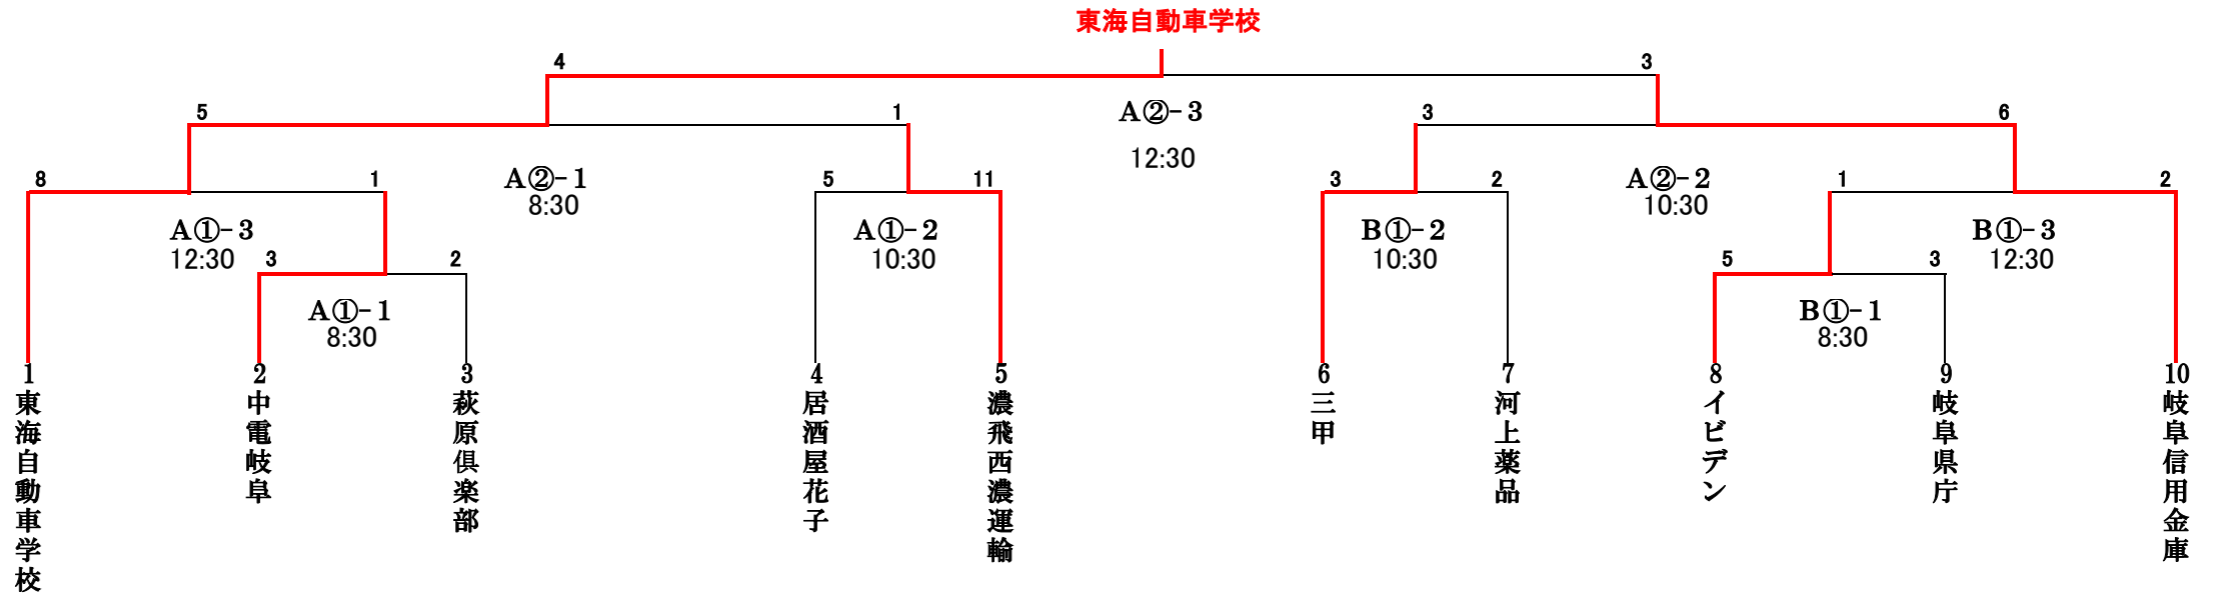 東海自動車学校
4
3
5
1
A②-3
3
6
12:30
8
1
A②-1
8:30
5
11
3
2
A②-2
10:30
1
2
A①-3
12:30
A①-2
10:30
B①-2
10:30
B①-3
12:30
3
2
5
3
A①-1
8:30
B①-1
8:30
1
東海自動車学校
2
中電岐阜
3
萩原倶楽部
4
居酒屋花子
5
濃飛西濃運輸
6
三甲
7
河上薬品
8
イビデン
9
岐阜県庁
10
岐阜信用金庫